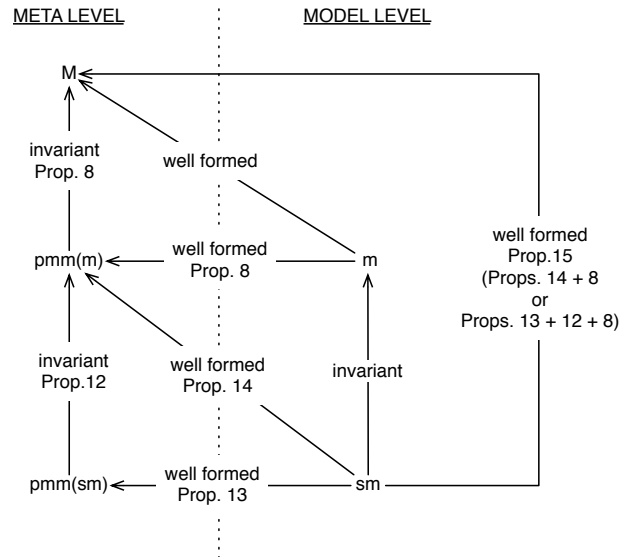 META LEVEL
MODEL LEVEL
M
invariant
Prop. 8
well formed
pmm(m)
well formed
Prop. 8
m
well formed
Prop.15
(Props. 14 + 8
or
Props. 13 + 12 + 8)
invariant
Prop.12
well formed
Prop. 14
invariant
pmm(sm)
well formed
Prop. 13
sm